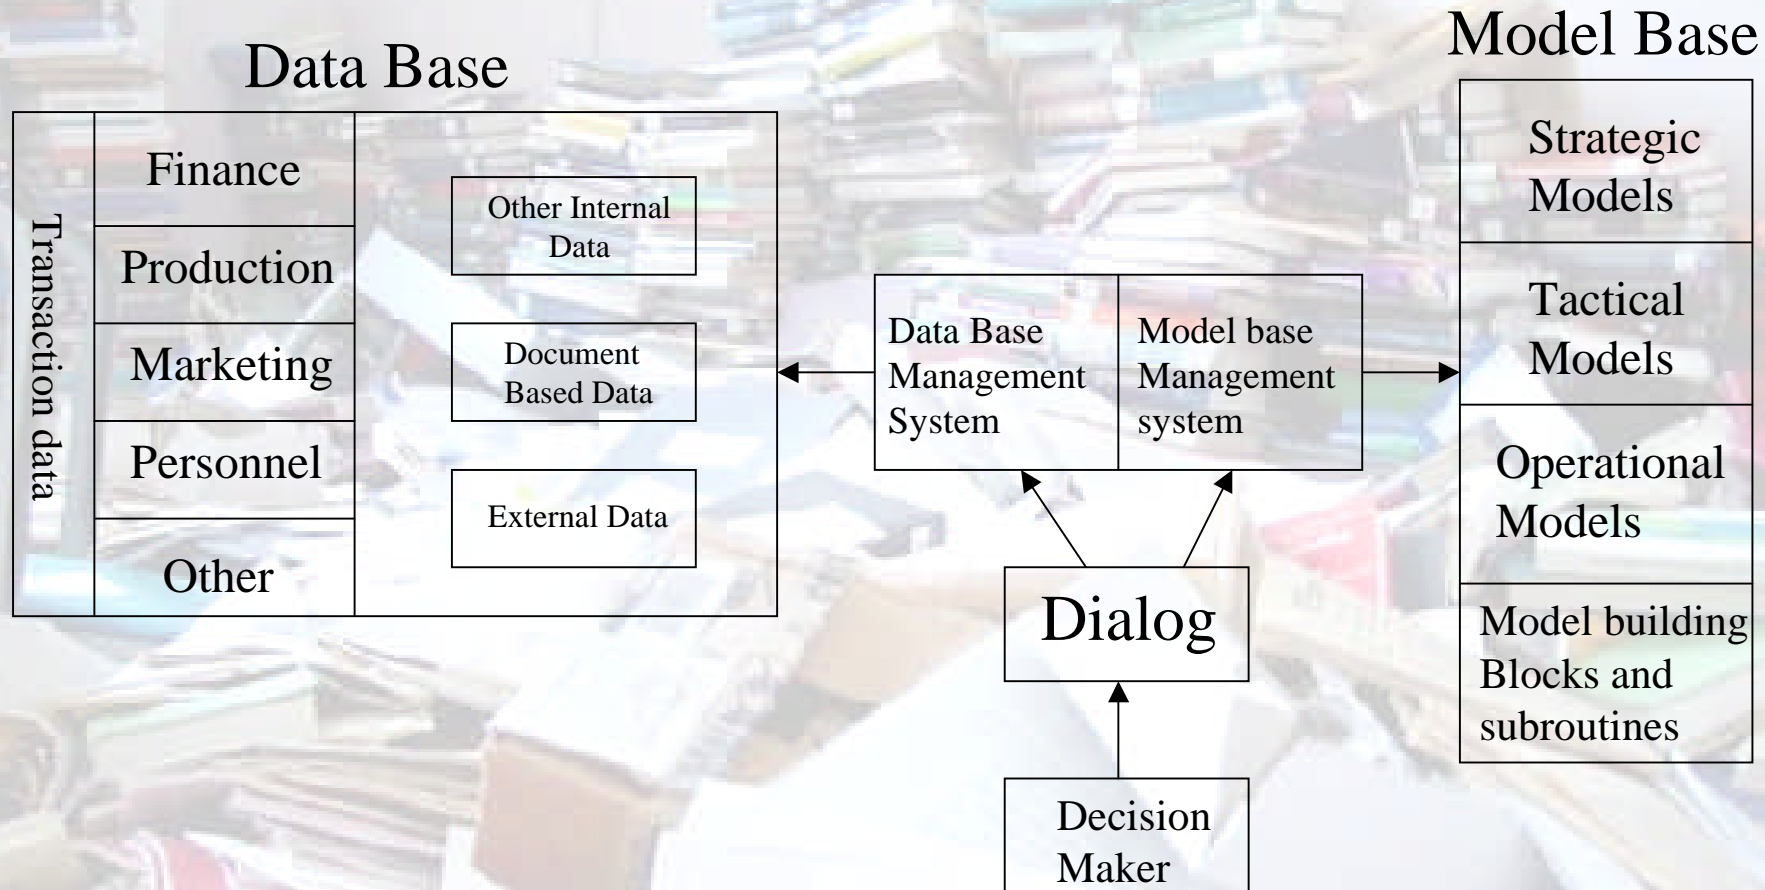 Data Base
Model Base
Transaction data
Finance
Production
Marketing
Personnel
Other
Other Internal
Data
Document
Based Data
External Data
Data Base
Management
System
Model base
Management
system
Dialog
Decision
Maker
Strategic
Models
Tactical
Models
Operational
Models
Model building
Blocks and
subroutines